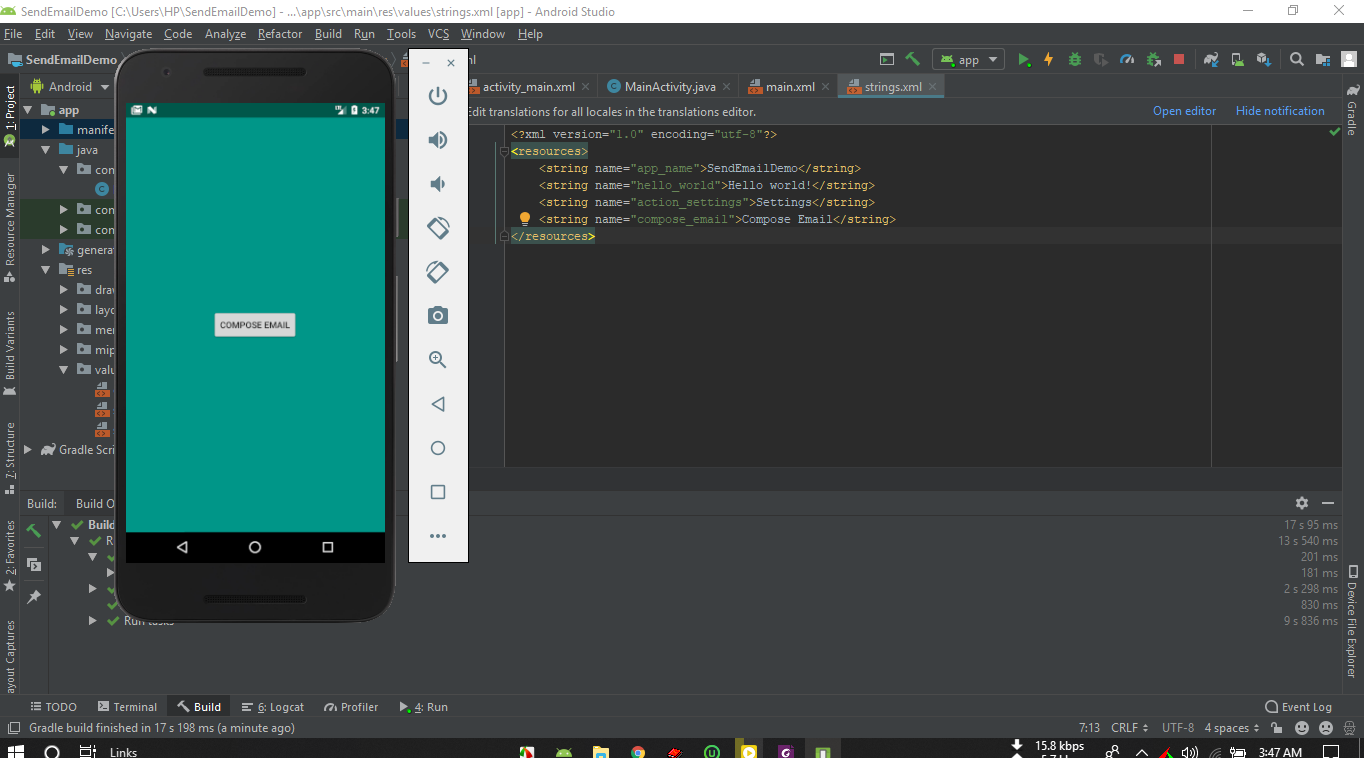 SendEmailDemo [C:\Users\HP\SendEmailDemo] - ...\app\src\main\res\values\strings.xml [app] - Android Studio
File Edit View Navigate Code Analyze Refactor Build Run Tools VCS Window Help
SendEmailDemo
app
Android
activity_main.xml
MainActivity.java
main.xml
strings.xml
Edit translations for all locales in the translations editor.
Open editor
Hide notification
1: Project
Resource Manager
Build Variants
7: Structure
2: Favorites
ayout Captures
app
manife
java
con
con
con
genera
res
drav
layo
mer
mip
valu
Gradle Scri
3:47
COMPOSE EMAIL
<?xml version="1.0" encoding="utf-8"?>
<resources>
<string name="app_name">SendEmailDemo</string>
<string name="hello_world">Hello world!</string>
<string name="action_settings">Settings</string>
<string name="compose_email">Compose Email</string>
</resources>
Gradle
Device File Explorer
Build:
Build O
Build
R
Run tasks
17 s 95 ms
13 s 540 ms
201 ms
181 ms
2 s 298 ms
830 ms
9 s 836 ms
TODO Terminal Build 6: Logcat Profiler 4: Run Event Log
Gradle build finished in 17 s 198 ms (a minute ago)
7:13 CRLF UTF-8 4 spaces
Links
15.8 kbps
3:47 AM